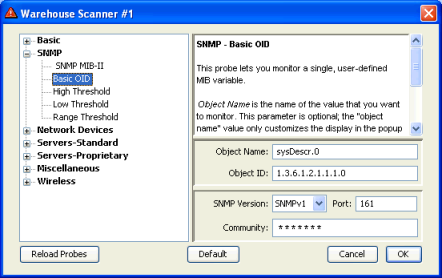 Warehouse Scanner #1
Basic
SNMP
SNMP MIB-II
Basic OID
High Threshold
Low Threshold
Range Threshold
Network Devices
Servers-Standard
Servers-Proprietary
Miscellaneous
Wireless
SNMP - Basic OID
This probe lets you monitor a single, user-defined
MIB variable.
Object Name is the name of the value that you want
to monitor. This parameter is optional; the "object
name" value only customizes the display in the popup
Object Name: sysDescr.0
Object ID: 1.3.6.1.2.1.1.1.0
SNMP Version: SNMPv1 Port: 161
Community: *******
Reload Probes Default Cancel OK